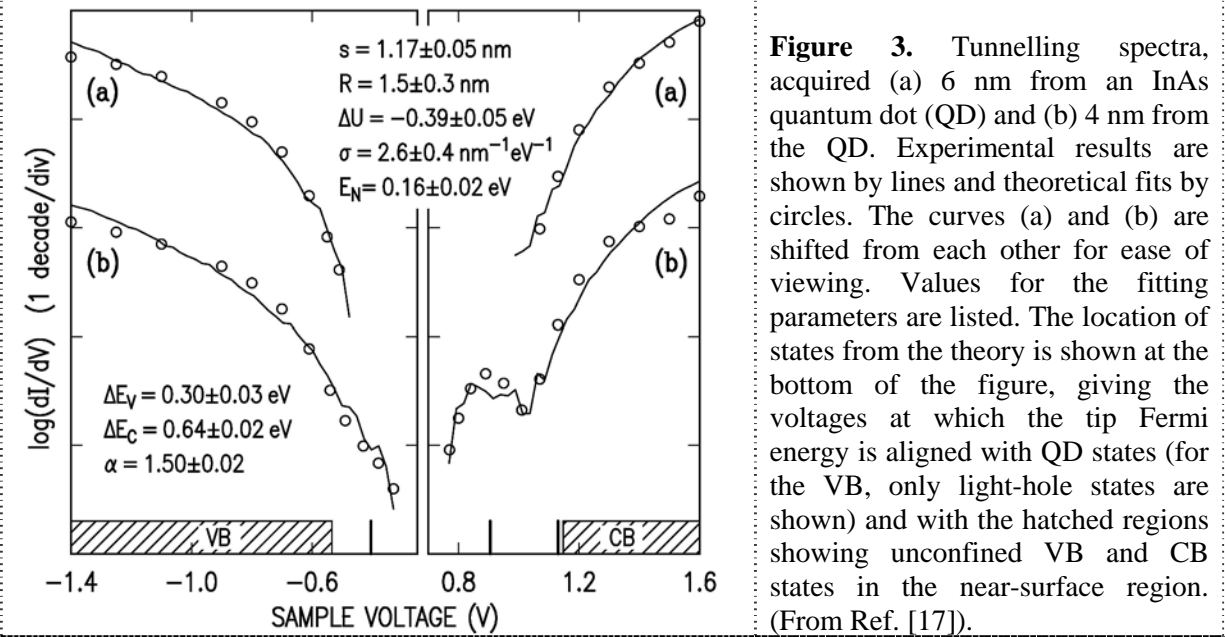 s = 1.17±0.05 nm
R = 1.5±0.3 nm
ΔU = −0.39±0.05 eV
σ = 2.6±0.4 nm⁻¹eV⁻¹
E_N = 0.16±0.02 eV
(a)
(a)
(b)
(b)
ΔE_V = 0.30±0.03 eV
ΔE_C = 0.64±0.02 eV
α = 1.50±0.02
log(dI/dV) (1 decade/div)
VB
CB
−1.4 −1.0 −0.6 0.8 1.2 1.6
SAMPLE VOLTAGE (V)
Figure 3. Tunnelling spectra,
acquired (a) 6 nm from an InAs
quantum dot (QD) and (b) 4 nm from
the QD. Experimental results are
shown by lines and theoretical fits by
circles. The curves (a) and (b) are
shifted from each other for ease of
viewing. Values for the fitting
parameters are listed. The location of
states from the theory is shown at the
bottom of the figure, giving the
voltages at which the tip Fermi
energy is aligned with QD states (for
the VB, only light-hole states are
shown) and with the hatched regions
showing unconfined VB and CB
states in the near-surface region.
(From Ref. [17]).